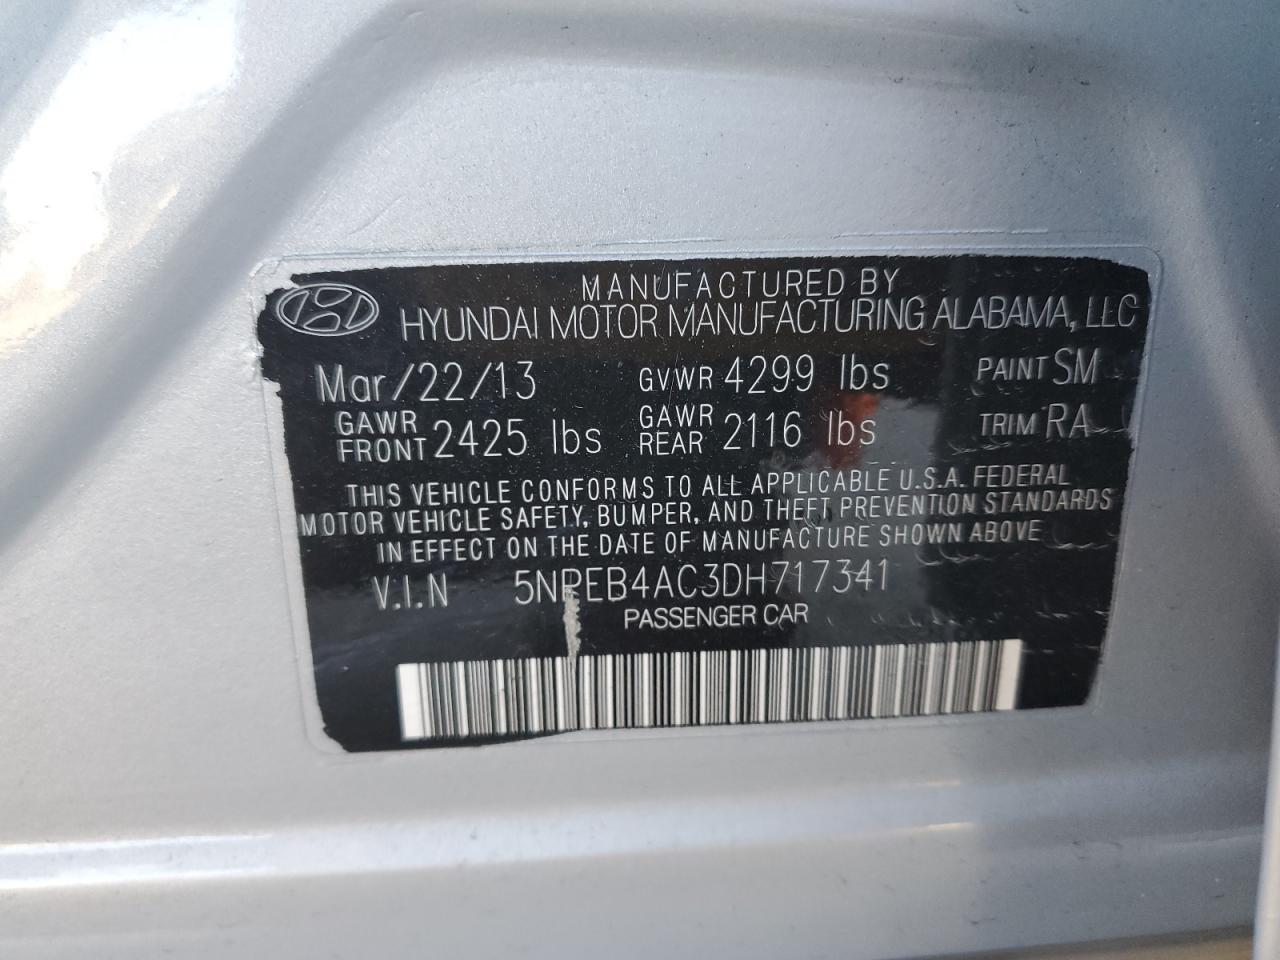 MANUFACTURED BY
HYUNDAI MOTOR MANUFACTURING ALABAMA, LLC
Mar/22/13 GVWR 4299 lbs PAINT SM
GAWR FRONT 2425 lbs GAWR REAR 2116 lbs TRIM RA
THIS VEHICLE CONFORMS TO ALL APPLICABLE U.S.A. FEDERAL
MOTOR VEHICLE SAFETY, BUMPER, AND THEFT PREVENTION STANDARDS
IN EFFECT ON THE DATE OF MANUFACTURE SHOWN ABOVE
V.I.N 5NPEB4AC3DH717341
PASSENGER CAR